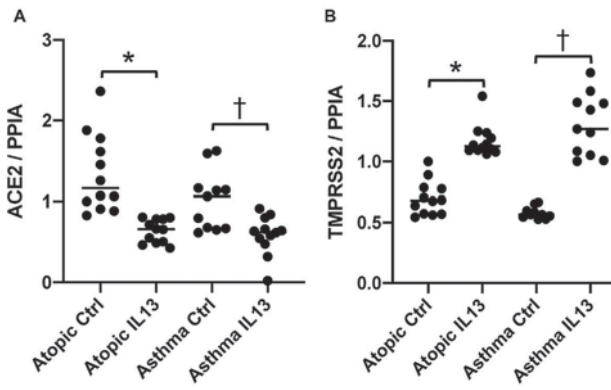 A
ACE2 / PPIA
3
2
1
0
*
†
Atopic Ctrl
Atopic IL13
Asthma Ctrl
Asthma IL13
B
TMPRSS2 / PPIA
2.0
1.5
1.0
0.5
0.0
*
†
Atopic Ctrl
Atopic IL13
Asthma Ctrl
Asthma IL13